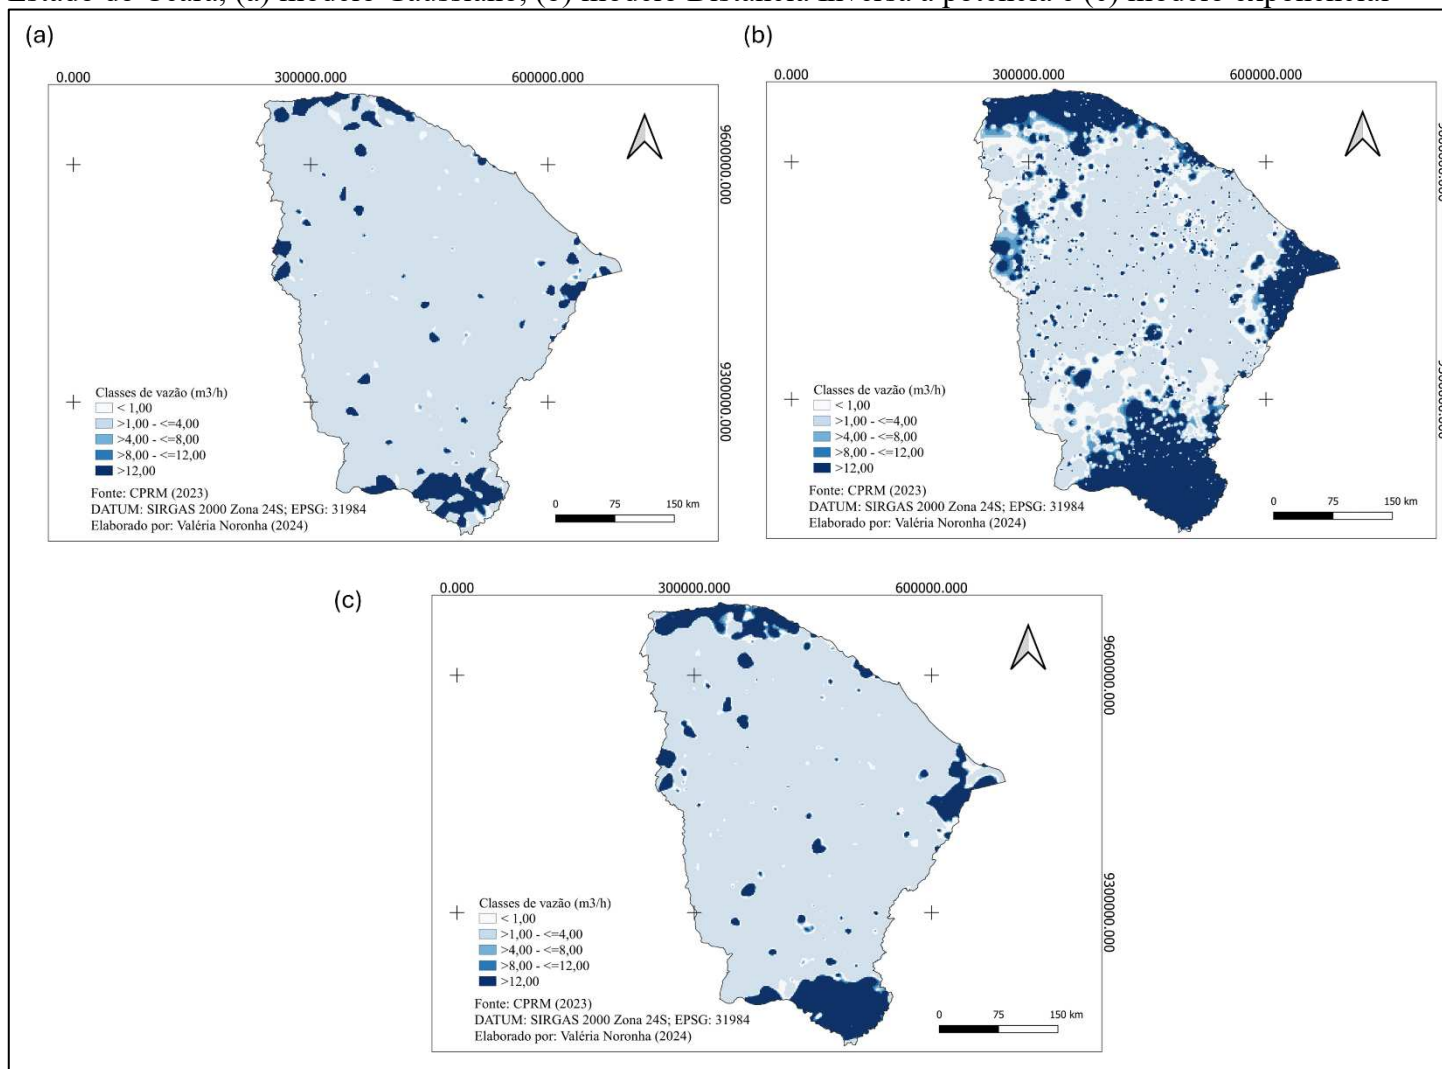 Estado do Ceará, (a) modelo Gaussiano, (b) modelo Distância Inversa a potência e (c) modelo exponencial
(a)
0.000 300000.000 600000.000
9600000.000
9300000.000
Classes de vazão (m3/h)
< 1,00
>1,00 - <=4,00
>4,00 - <=8,00
>8,00 - <=12,00
>12,00
Fonte: CPRM (2023)
DATUM: SIRGAS 2000 Zona 24S; EPSG: 31984
Elaborado por: Valéria Noronha (2024)
0 75 150 km
(b)
0.000 300000.000 600000.000
Classes de vazão (m3/h)
< 1,00
>1,00 - <=4,00
>4,00 - <=8,00
>8,00 - <=12,00
>12,00
Fonte: CPRM (2023)
DATUM: SIRGAS 2000 Zona 24S; EPSG: 31984
Elaborado por: Valéria Noronha (2024)
0 75 150 km
(c)
0.000 300000.000 600000.000
9600000.000
9300000.000
Classes de vazão (m3/h)
< 1,00
>1,00 - <=4,00
>4,00 - <=8,00
>8,00 - <=12,00
>12,00
Fonte: CPRM (2023)
DATUM: SIRGAS 2000 Zona 24S; EPSG: 31984
Elaborado por: Valéria Noronha (2024)
0 75 150 km